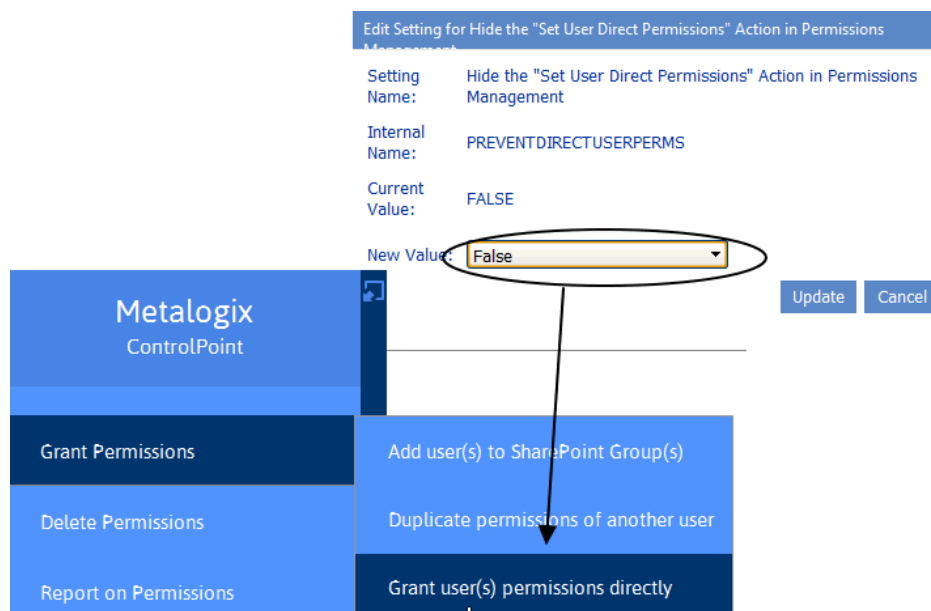 Edit Setting for Hide the "Set User Direct Permissions" Action in Permissions
Management
Setting
Name:
Hide the "Set User Direct Permissions" Action in Permissions
Management
Internal
Name:
PREVENTDIRECTUSERPERMS
Current
Value:
FALSE
New Value:
False
Update
Cancel
Metalogix
ControlPoint
Grant Permissions
Delete Permissions
Report on Permissions
Add user(s) to SharePoint Group(s)
Duplicate permissions of another user
Grant user(s) permissions directly